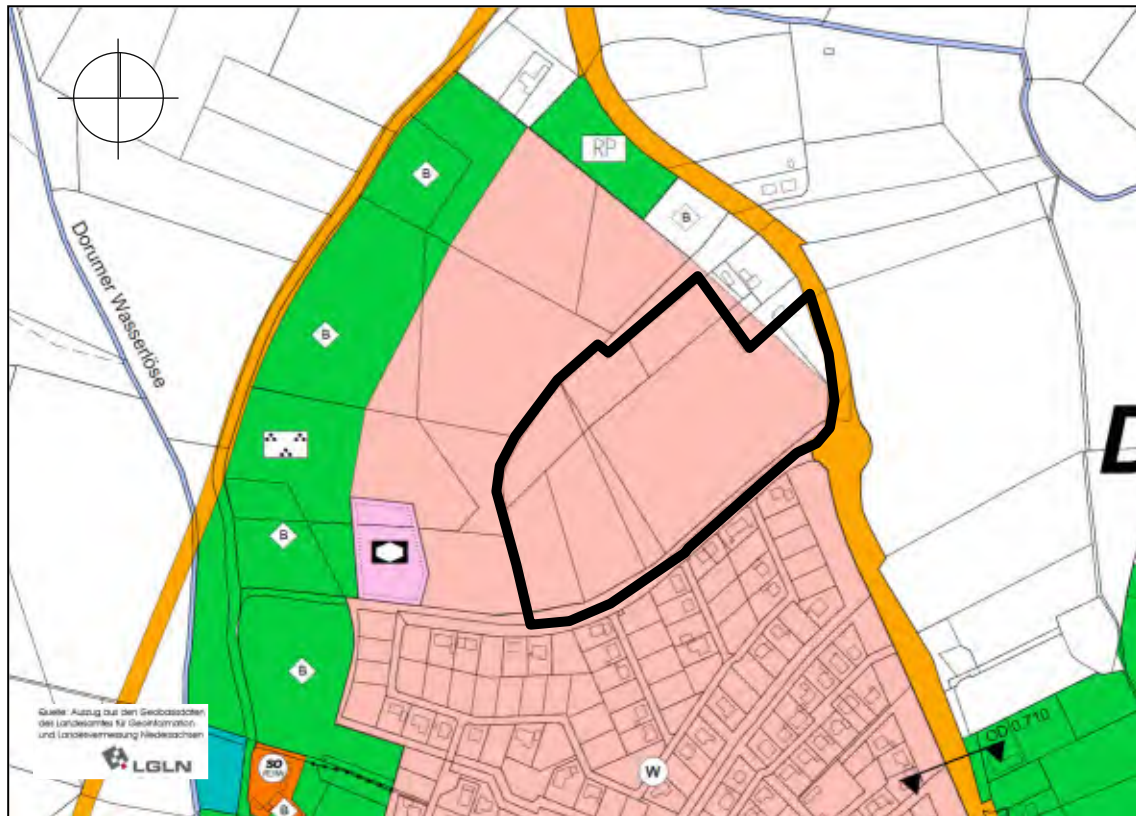 RP
B
B
Dorumer Wasserlöse
B
D
B
B
OD 0.710
Quelle: Auszug aus den Geobasisdaten
des Landesamtes für Geoinformation
und Landesvermessung Niedersachsen
LGLN
SO
W
B